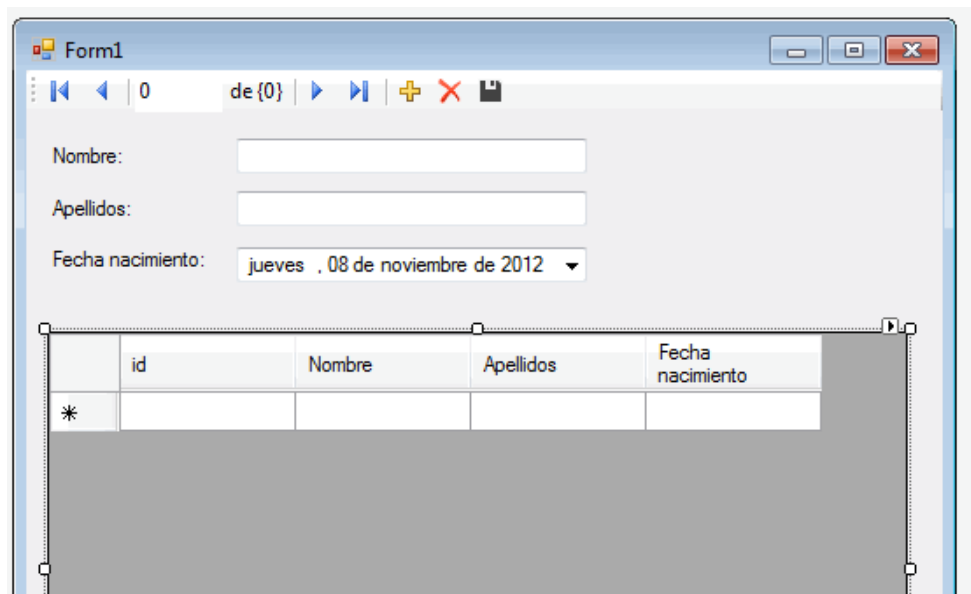 Form1
0 de {0}
Nombre:
Apellidos:
Fecha nacimiento:
jueves , 08 de noviembre de 2012
id Nombre Apellidos Fecha
nacimiento